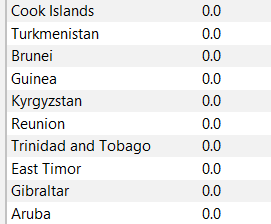 Cook Islands 0.0
Turkmenistan 0.0
Brunei 0.0
Guinea 0.0
Kyrgyzstan 0.0
Reunion 0.0
Trinidad and Tobago 0.0
East Timor 0.0
Gibraltar 0.0
Aruba 0.0